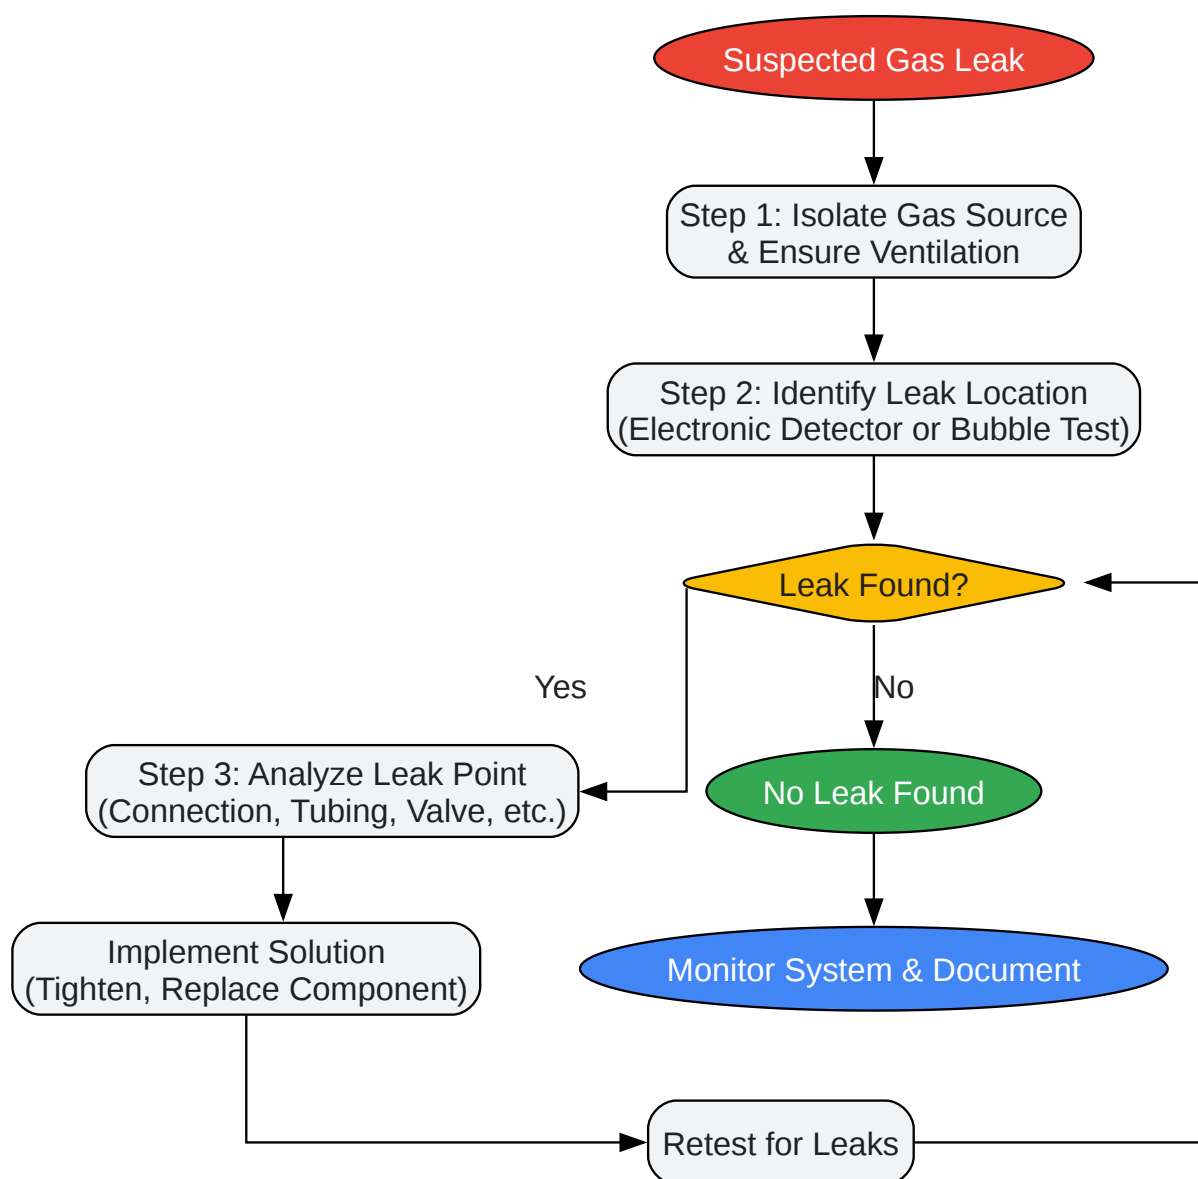 Suspected Gas Leak
Step 1: Isolate Gas Source
& Ensure Ventilation
Step 2: Identify Leak Location
(Electronic Detector or Bubble Test)
Leak Found?
Yes
No
Step 3: Analyze Leak Point
(Connection, Tubing, Valve, etc.)
No Leak Found
Implement Solution
(Tighten, Replace Component)
Monitor System & Document
Retest for Leaks